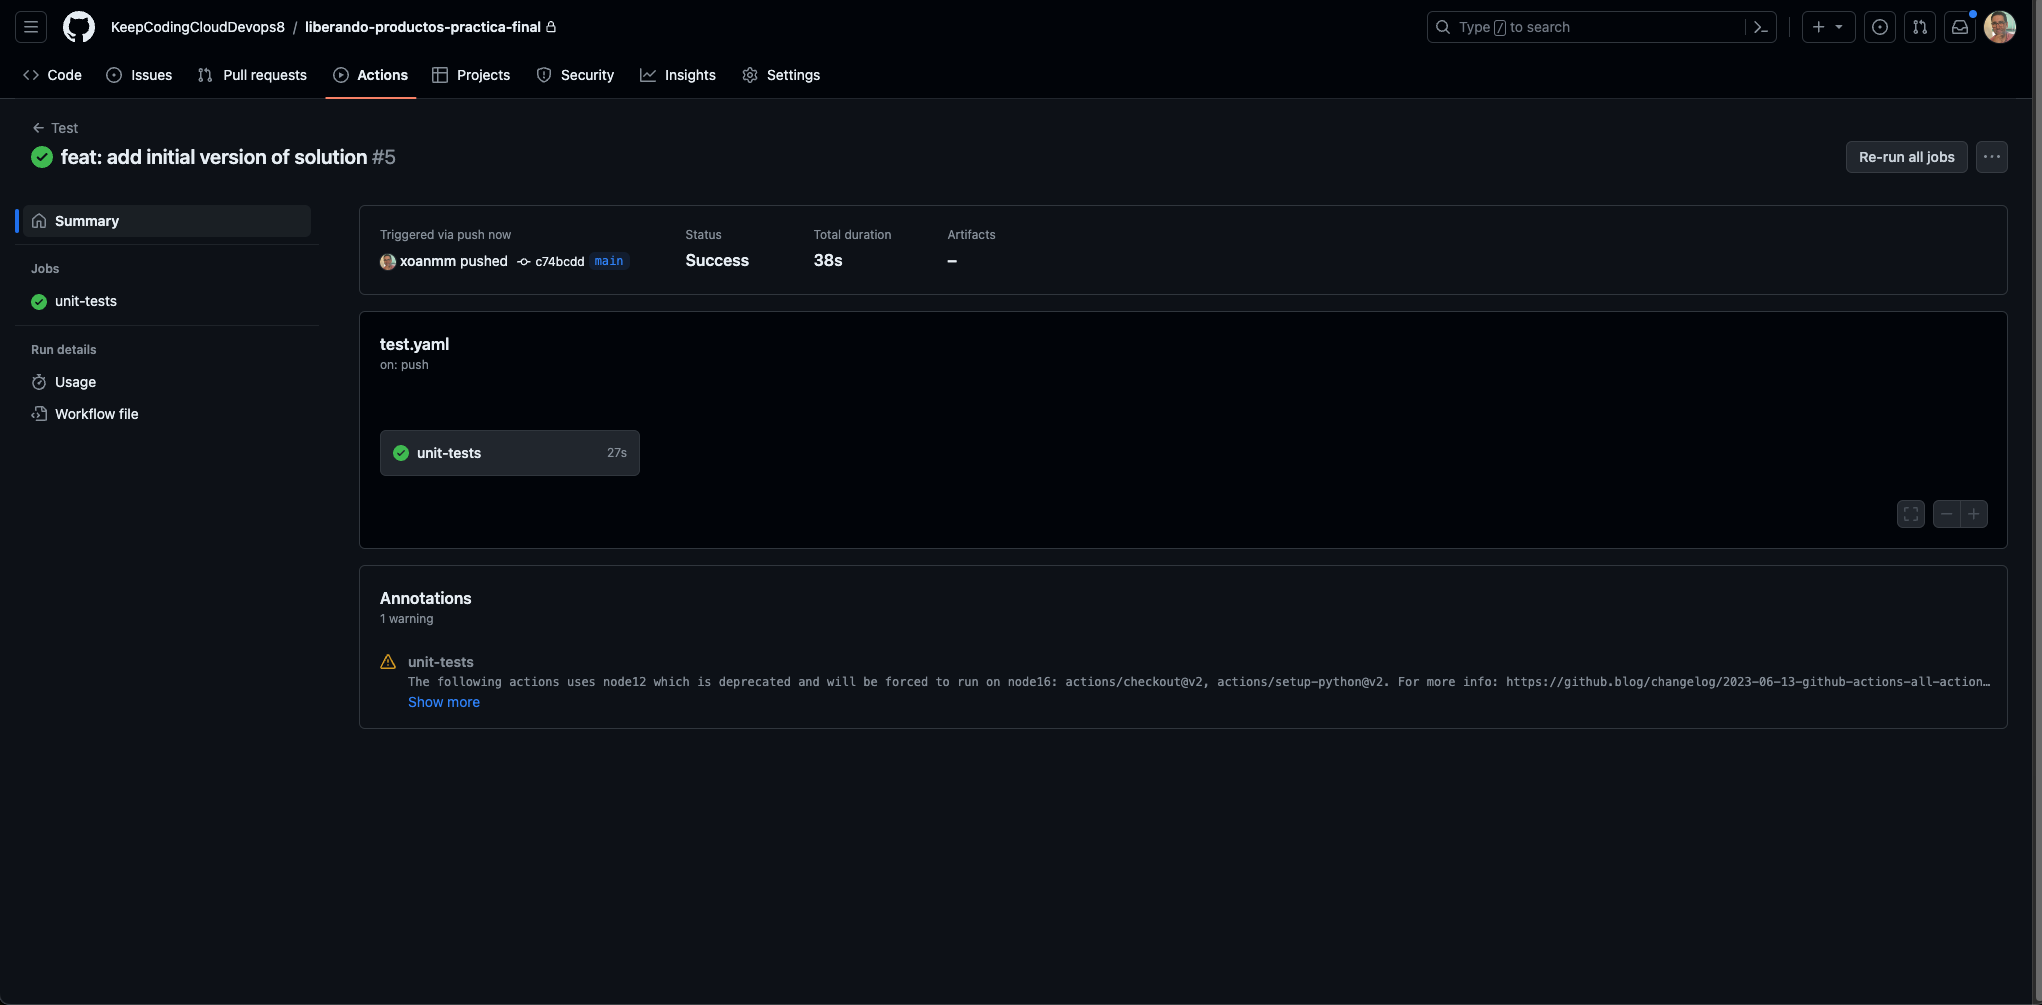 KeepCodingCloudDevops8 / liberando-productos-practica-final
Type / to search
Code Issues Pull requests Actions Projects Security Insights Settings
Test
feat: add initial version of solution #5
Re-run all jobs
Summary
Jobs
unit-tests
Run details
Usage
Workflow file
Triggered via push now
xoanmm pushed c74bcdd main
Status
Success
Total duration
38s
Artifacts
–
test.yaml
on: push
unit-tests 27s
Annotations
1 warning
unit-tests
The following actions uses node12 which is deprecated and will be forced to run on node16: actions/checkout@v2, actions/setup-python@v2. For more info: https://github.blog/changelog/2023-06-13-github-actions-all-action…
Show more